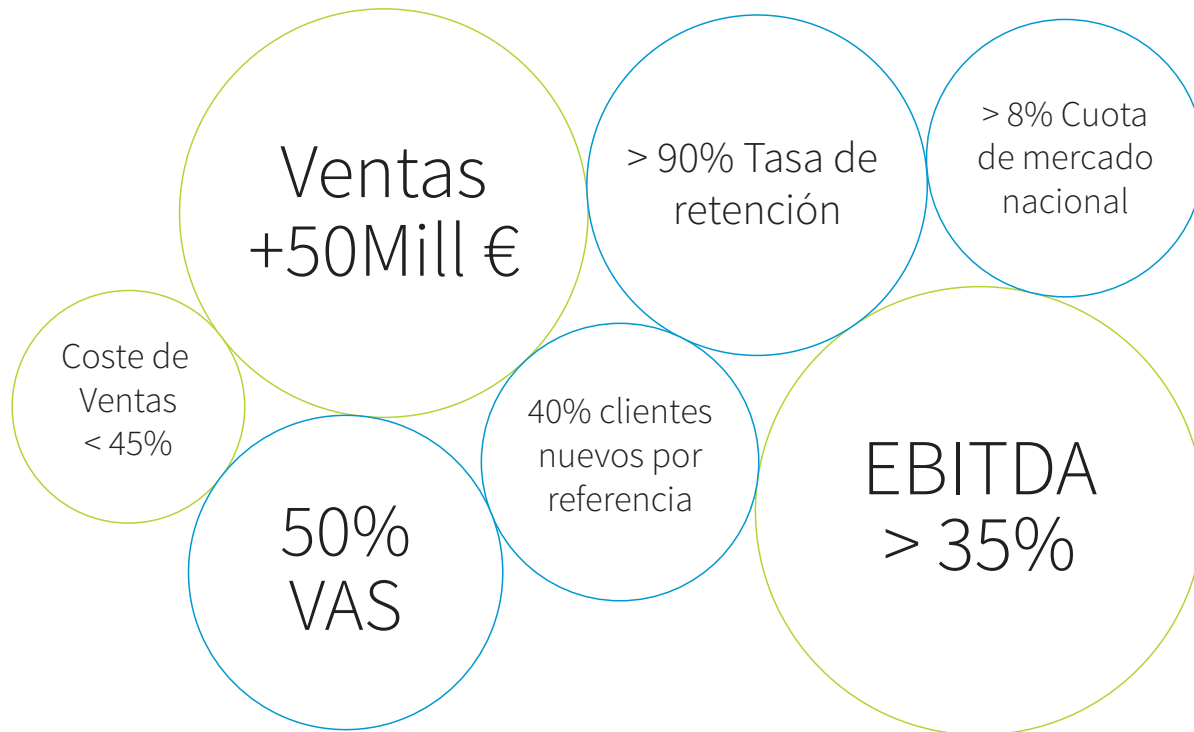 Ventas
+50Mill €
> 90% Tasa de
retención
> 8% Cuota
de mercado
nacional
Coste de
Ventas
< 45%
40% clientes
nuevos por
referencia
50%
VAS
EBITDA
> 35%